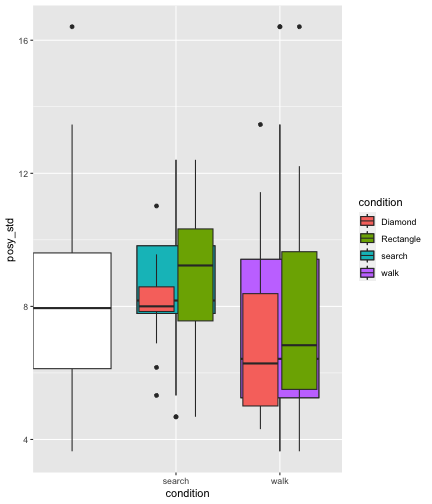 16
12
8
4
posy_std
search
walk
condition
condition
Diamond
Rectangle
search
walk